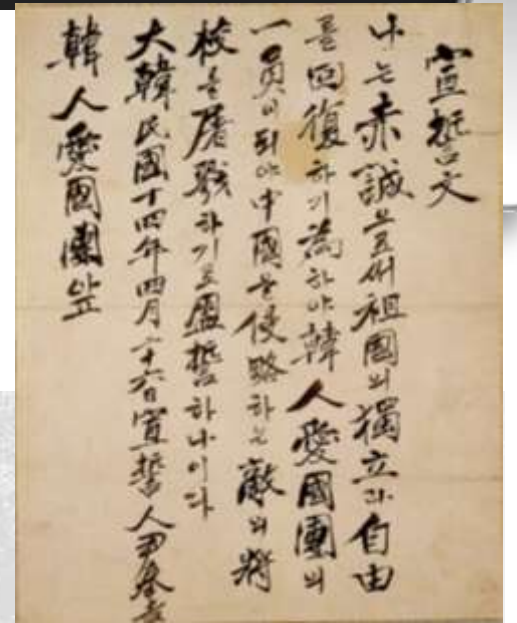 宣誓文
나는 赤誠으로써 祖國의 獨立과 自由
를 回復하기 爲하야 韓人愛國團의
一員이 되야 中國을 侵略하는 敵의 將
校를 屠戮하기로 盟誓하나이다
大韓民國十四年四月二十六日 宣誓人 尹奉吉
韓人愛國團앞